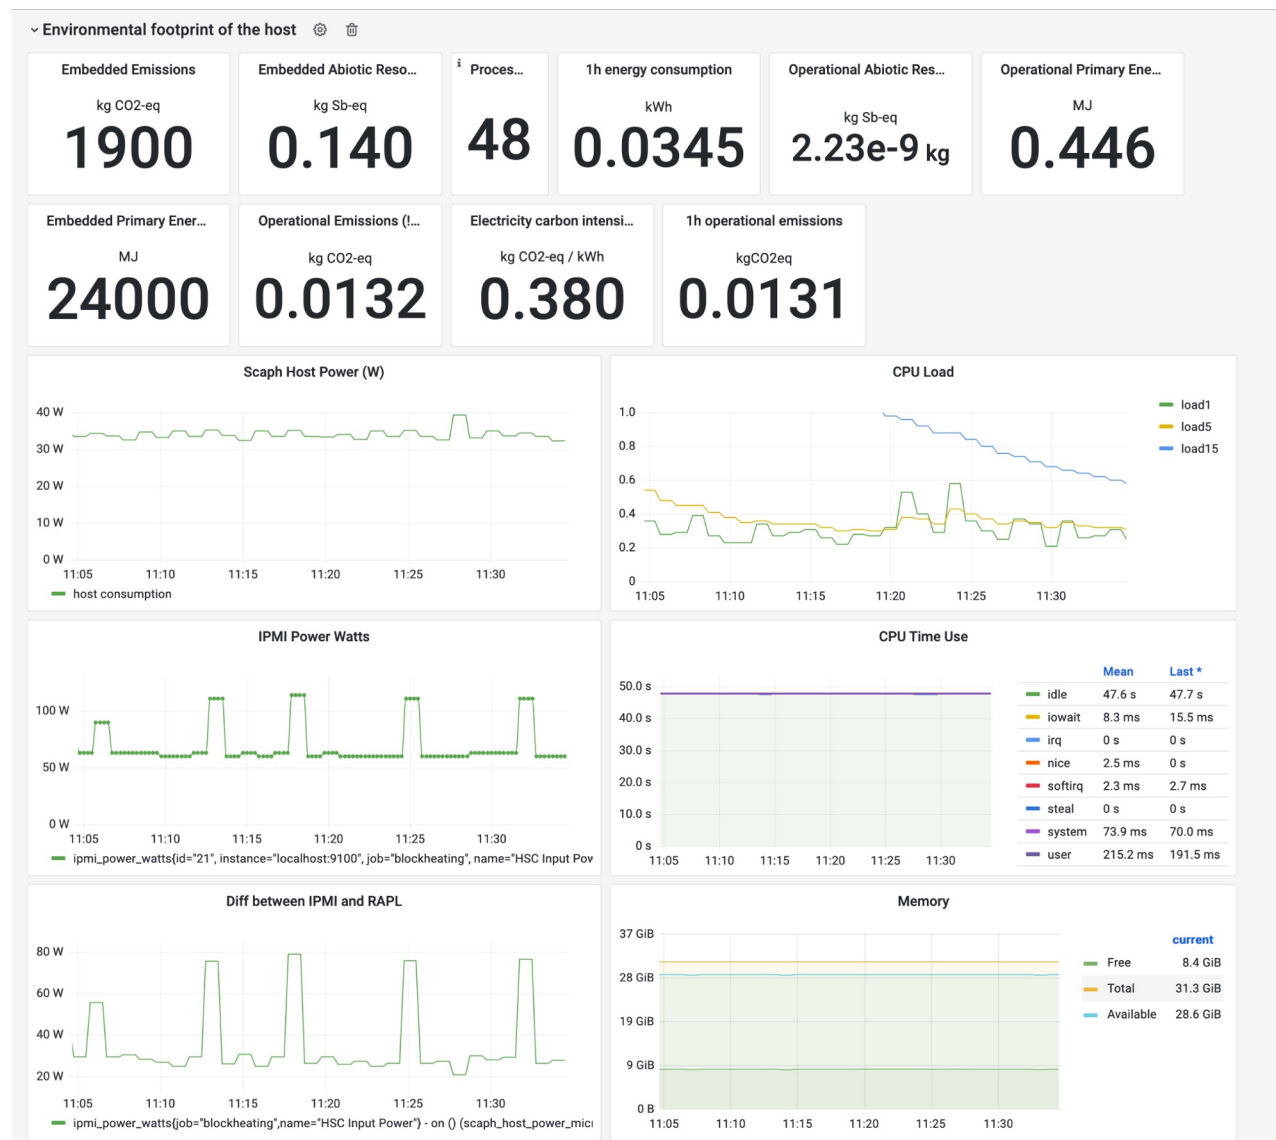 Environmental footprint of the host
Embedded Emissions
kg CO2-eq
1900
Embedded Abiotic Reso...
kg Sb-eq
0.140
i
Proces...
48
1h energy consumption
kWh
0.0345
Operational Abiotic Res...
kg Sb-eq
2.23e-9 kg
Operational Primary Ene...
MJ
0.446
Embedded Primary Ener...
MJ
24000
Operational Emissions (!...
kg CO2-eq
0.0132
Electricity carbon intensi...
kg CO2-eq / kWh
0.380
1h operational emissions
kgCO2eq
0.0131
Scaph Host Power (W)
40 W
30 W
20 W
10 W
0 W
11:05 11:10 11:15 11:20 11:25 11:30
host consumption
CPU Load
1.0
0.8
0.6
0.4
0.2
0
11:05 11:10 11:15 11:20 11:25 11:30
load1
load5
load15
IPMI Power Watts
100 W
50 W
0 W
11:05 11:10 11:15 11:20 11:25 11:30
ipmi_power_watts{id="21", instance="localhost:9100", job="blockheating", name="HSC Input Pov
CPU Time Use
50.0 s
40.0 s
30.0 s
20.0 s
10.0 s
0 s
11:05 11:10 11:15 11:20 11:25 11:30
Mean Last *
idle 47.6 s 47.7 s
iowait 8.3 ms 15.5 ms
irq 0 s 0 s
nice 2.5 ms 0 s
softirq 2.3 ms 2.7 ms
steal 0 s 0 s
system 73.9 ms 70.0 ms
user 215.2 ms 191.5 ms
Diff between IPMI and RAPL
80 W
60 W
40 W
20 W
11:05 11:10 11:15 11:20 11:25 11:30
ipmi_power_watts{job="blockheating",name="HSC Input Power"} - on () (scaph_host_power_micr
Memory
37 GiB
28 GiB
19 GiB
9 GiB
0 B
11:05 11:10 11:15 11:20 11:25 11:30
current
Free 8.4 GiB
Total 31.3 GiB
Available 28.6 GiB